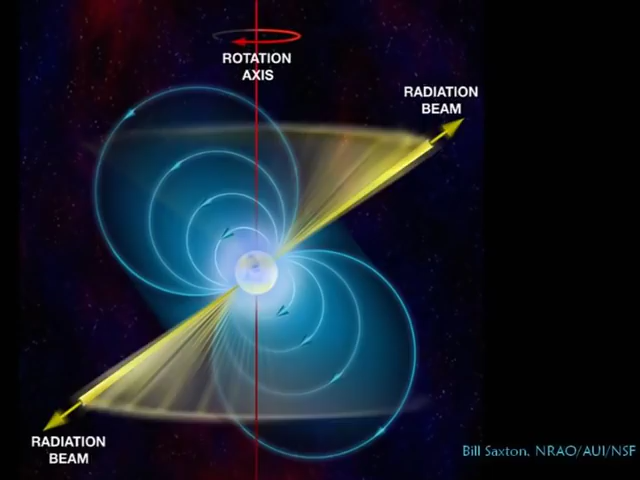 ROTATION
AXIS
RADIATION
BEAM
RADIATION
BEAM
Bill Saxton, NRAO/AUI/NSF